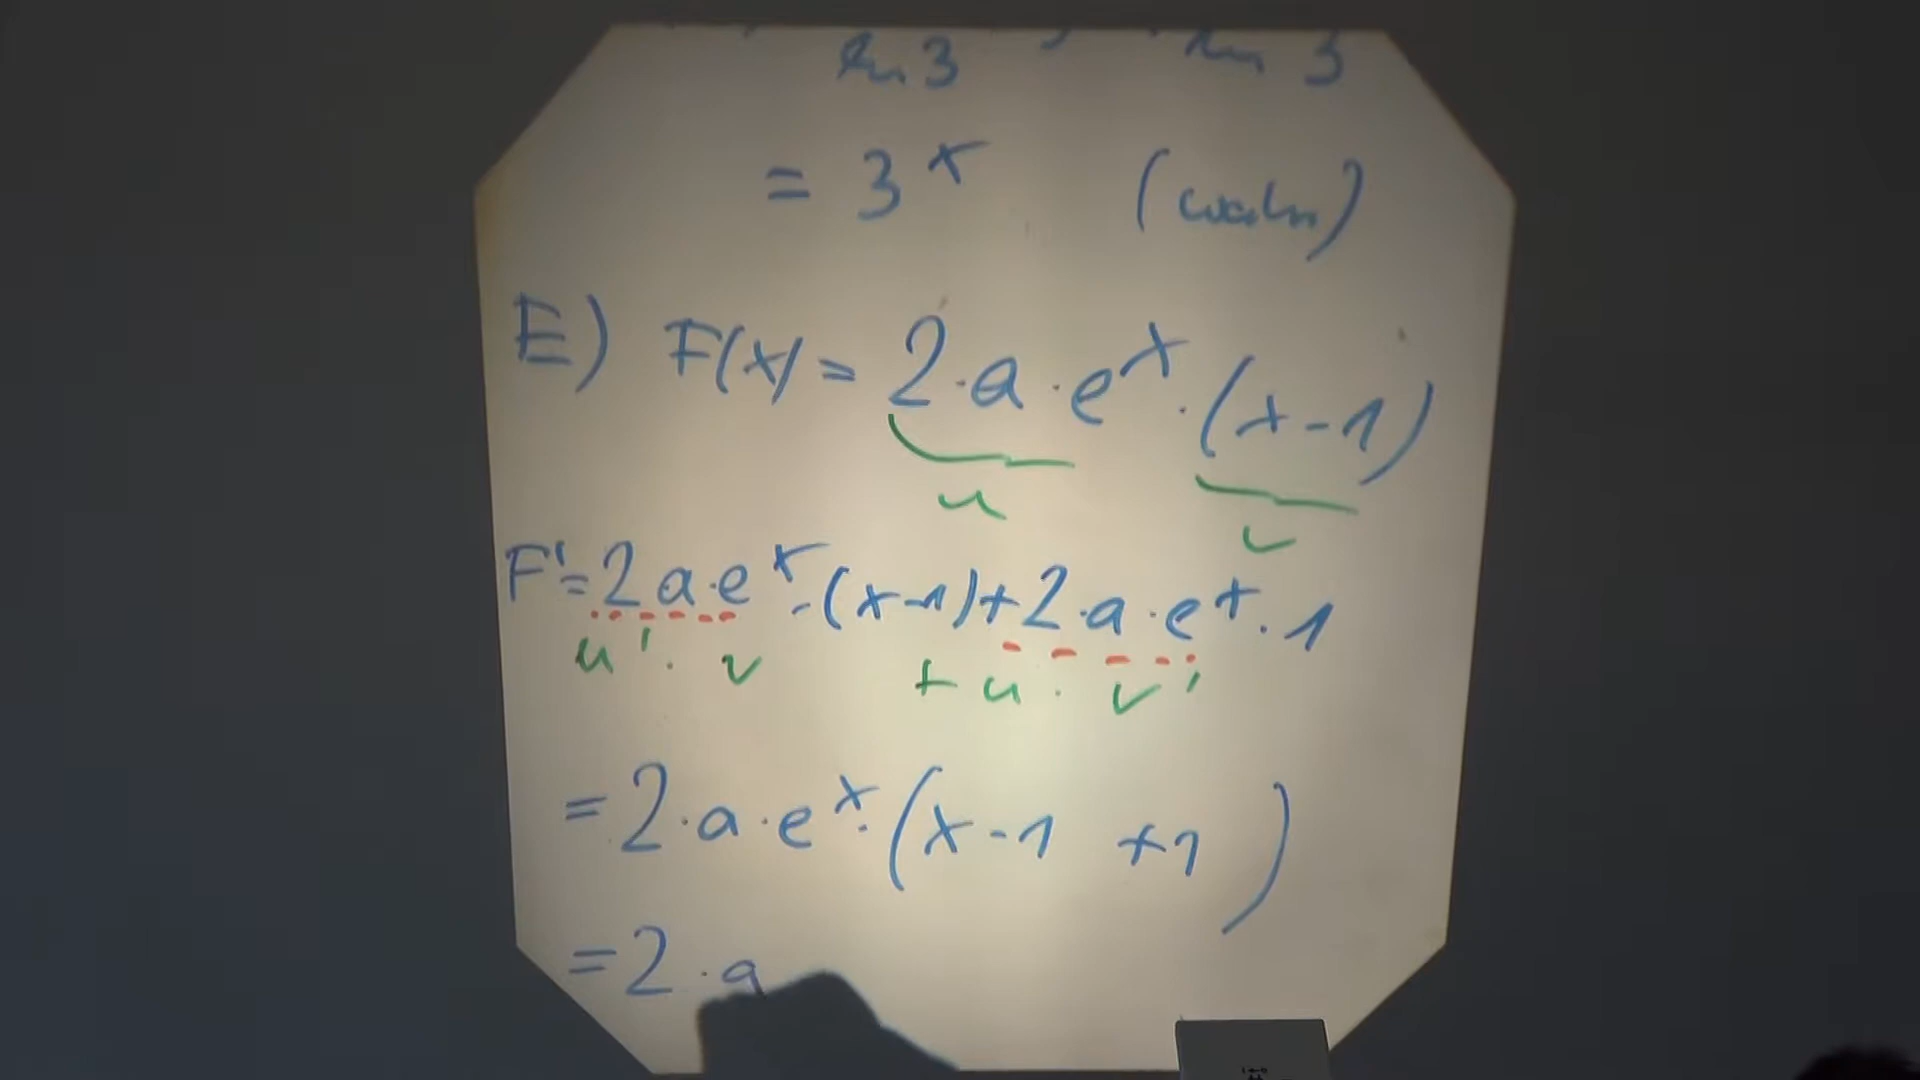 ln 3 ln 3
= 3^x (wahr)
E) F(x) = 2·a·e^x·(x-1)
u v
F' = 2a·e^x·(x-1)+2·a·e^x·1
u'·v +u·v'
= 2·a·e^x·(x-1 +1)
= 2·a